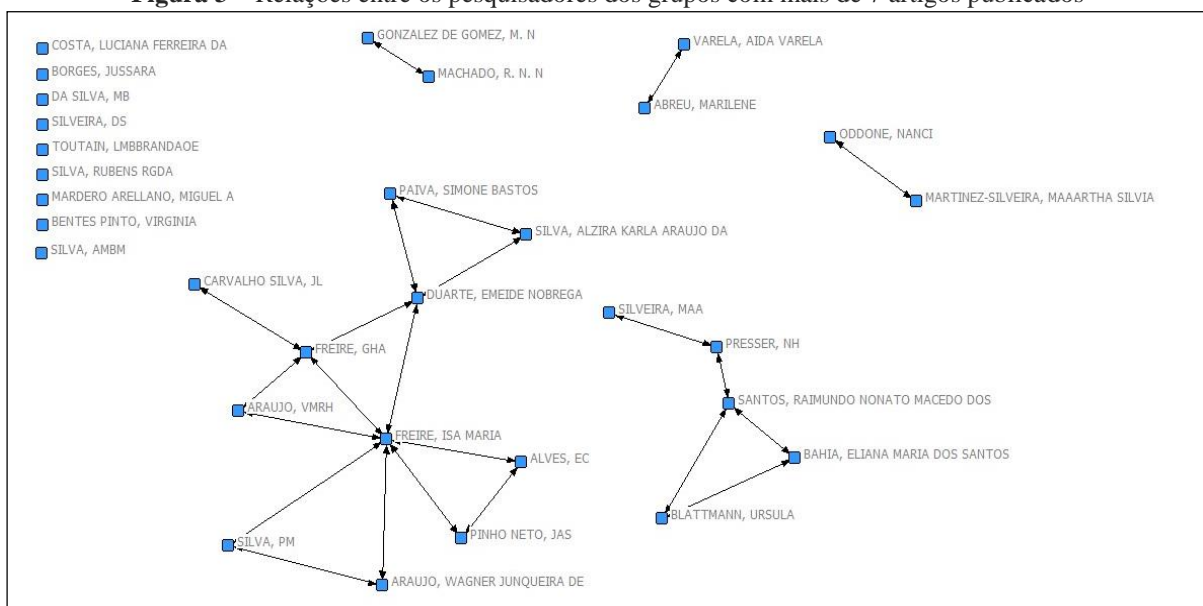 Figura 3 – Relações entre os pesquisadores dos grupos com mais de 7 artigos publicados
COSTA, LUCIANA FERREIRA DA
BORGES, JUSSARA
DA SILVA, MB
SILVEIRA, DS
TOUTAIN, LMBBRANDAOE
SILVA, RUBENS RGDA
MARDERO ARELLANO, MIGUEL A
BENTES PINTO, VIRGINIA
SILVA, AMBM
GONZALEZ DE GOMEZ, M. N
MACHADO, R. N. N
VARELA, AIDA VARELA
ABREU, MARILENE
ODDONE, NANCI
MARTINEZ-SILVEIRA, MAAARTHA SILVIA
PAIVA, SIMONE BASTOS
SILVA, ALZIRA KARLA ARAUJO DA
CARVALHO SILVA, JL
DUARTE, EMEIDE NOBREGA
FREIRE, GHA
ARAUJO, VMRH
FREIRE, ISA MARIA
ALVES, EC
PINHO NETO, JAS
SILVA, PM
ARAUJO, WAGNER JUNQUEIRA DE
SILVEIRA, MAA
PRESSER, NH
SANTOS, RAIMUNDO NONATO MACEDO DOS
BAHIA, ELIANA MARIA DOS SANTOS
BLATTMANN, URSULA